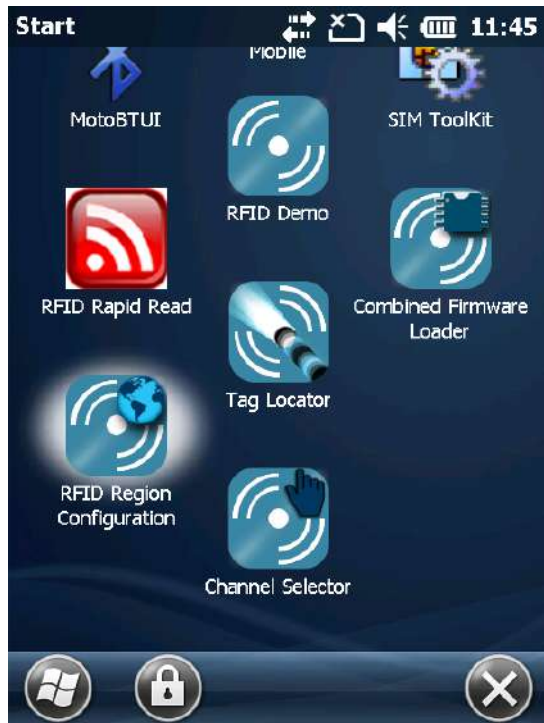 Start
11:45
Mobile
MotoBTUI
SIM ToolKit
RFID Demo
RFID Rapid Read
Combined Firmware
Loader
Tag Locator
RFID Region
Configuration
Channel Selector